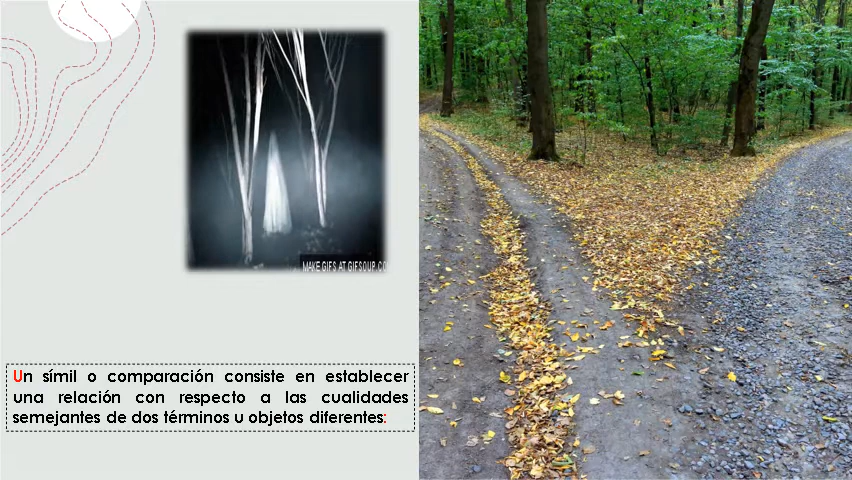 MAKE GIFS AT GIFSOUP.CO
Un símil o comparación consiste en establecer
una relación con respecto a las cualidades
semejantes de dos términos u objetos diferentes: